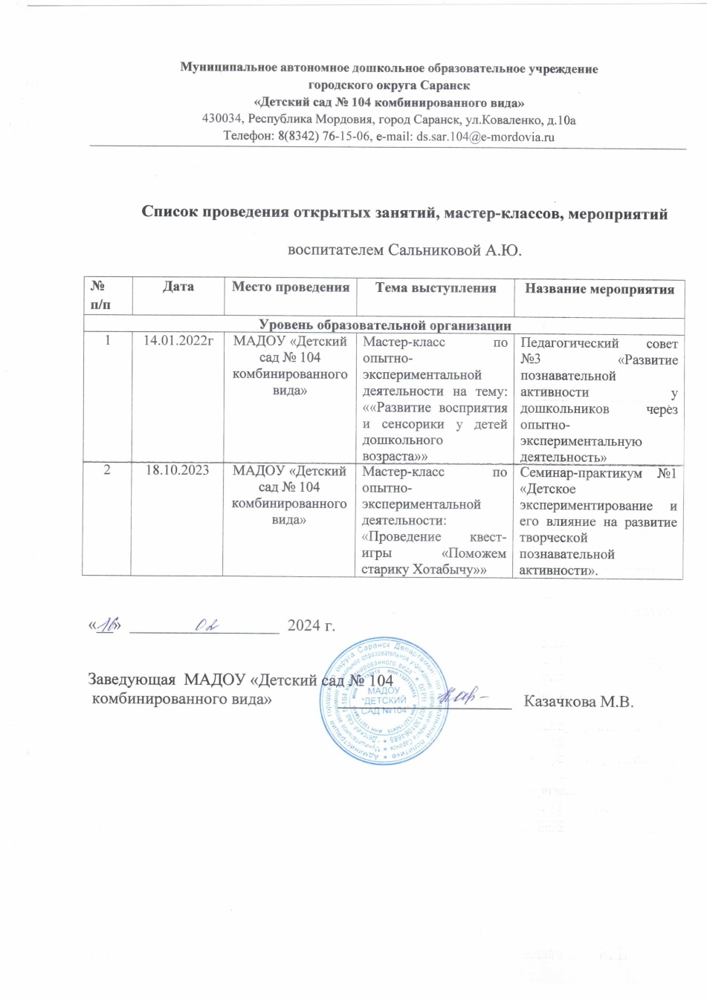 Муниципальное автономное дошкольное образовательное учреждение
городского округа Саранск
«Детский сад № 104 комбинированного вида»
430034, Республика Мордовия, город Саранск, ул.Коваленко, д.10а
Телефон: 8(8342) 76-15-06, e-mail: ds.sar.104@e-mordovia.ru
Список проведения открытых занятий, мастер-классов, мероприятий
воспитателем Сальниковой А.Ю.
№
п/п
Дата
Место проведения
Тема выступления
Название мероприятия
Уровень образовательной организации
1
14.01.2022г
МАДОУ «Детский
сад № 104
комбинированного
вида»
Мастер-класс по
опытно-
экспериментальной
деятельности на тему:
««Развитие восприятия
и сенсорики у детей
дошкольного
возраста»»
Педагогический совет
№3 «Развитие
познавательной
активности у
дошкольников через
опытно-
экспериментальную
деятельность»
2
18.10.2023
МАДОУ «Детский
сад № 104
комбинированного
вида»
Мастер-класс по
опытно-
экспериментальной
деятельности:
«Проведение квест-
игры «Поможем
старику Хотабычу»»
Семинар-практикум №1
«Детское
экспериментирование и
его влияние на развитие
творческой
познавательной
активности».
«16» 02 2024 г.
Заведующая МАДОУ «Детский сад № 104
комбинированного вида» Казачкова М.В.
МАДОУ
"ДЕТСКИЙ
САД №104"